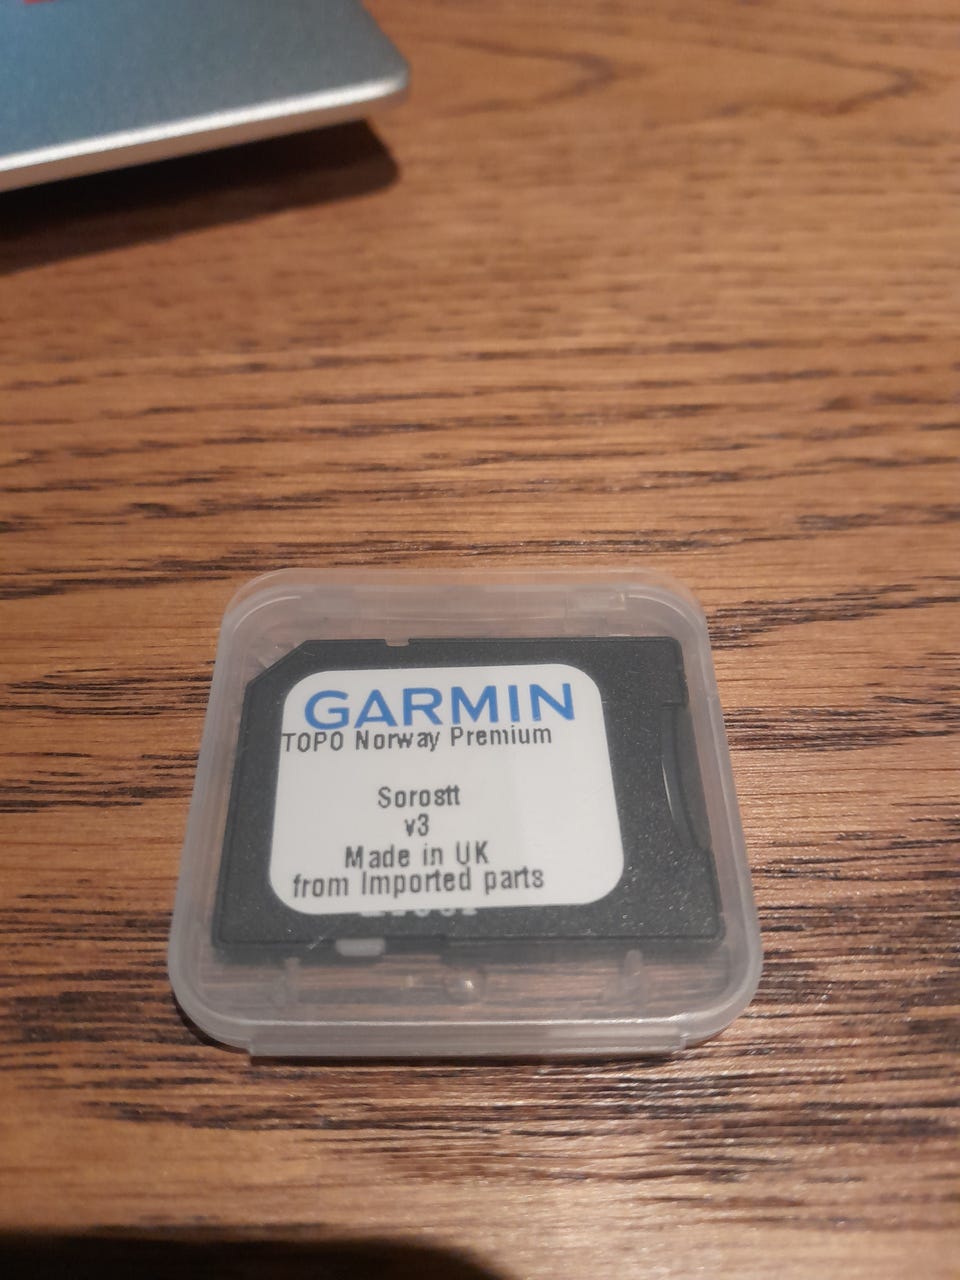 GARMIN
TOPO Norway Premium
Sorostt
v3
Made in UK
from Imported parts